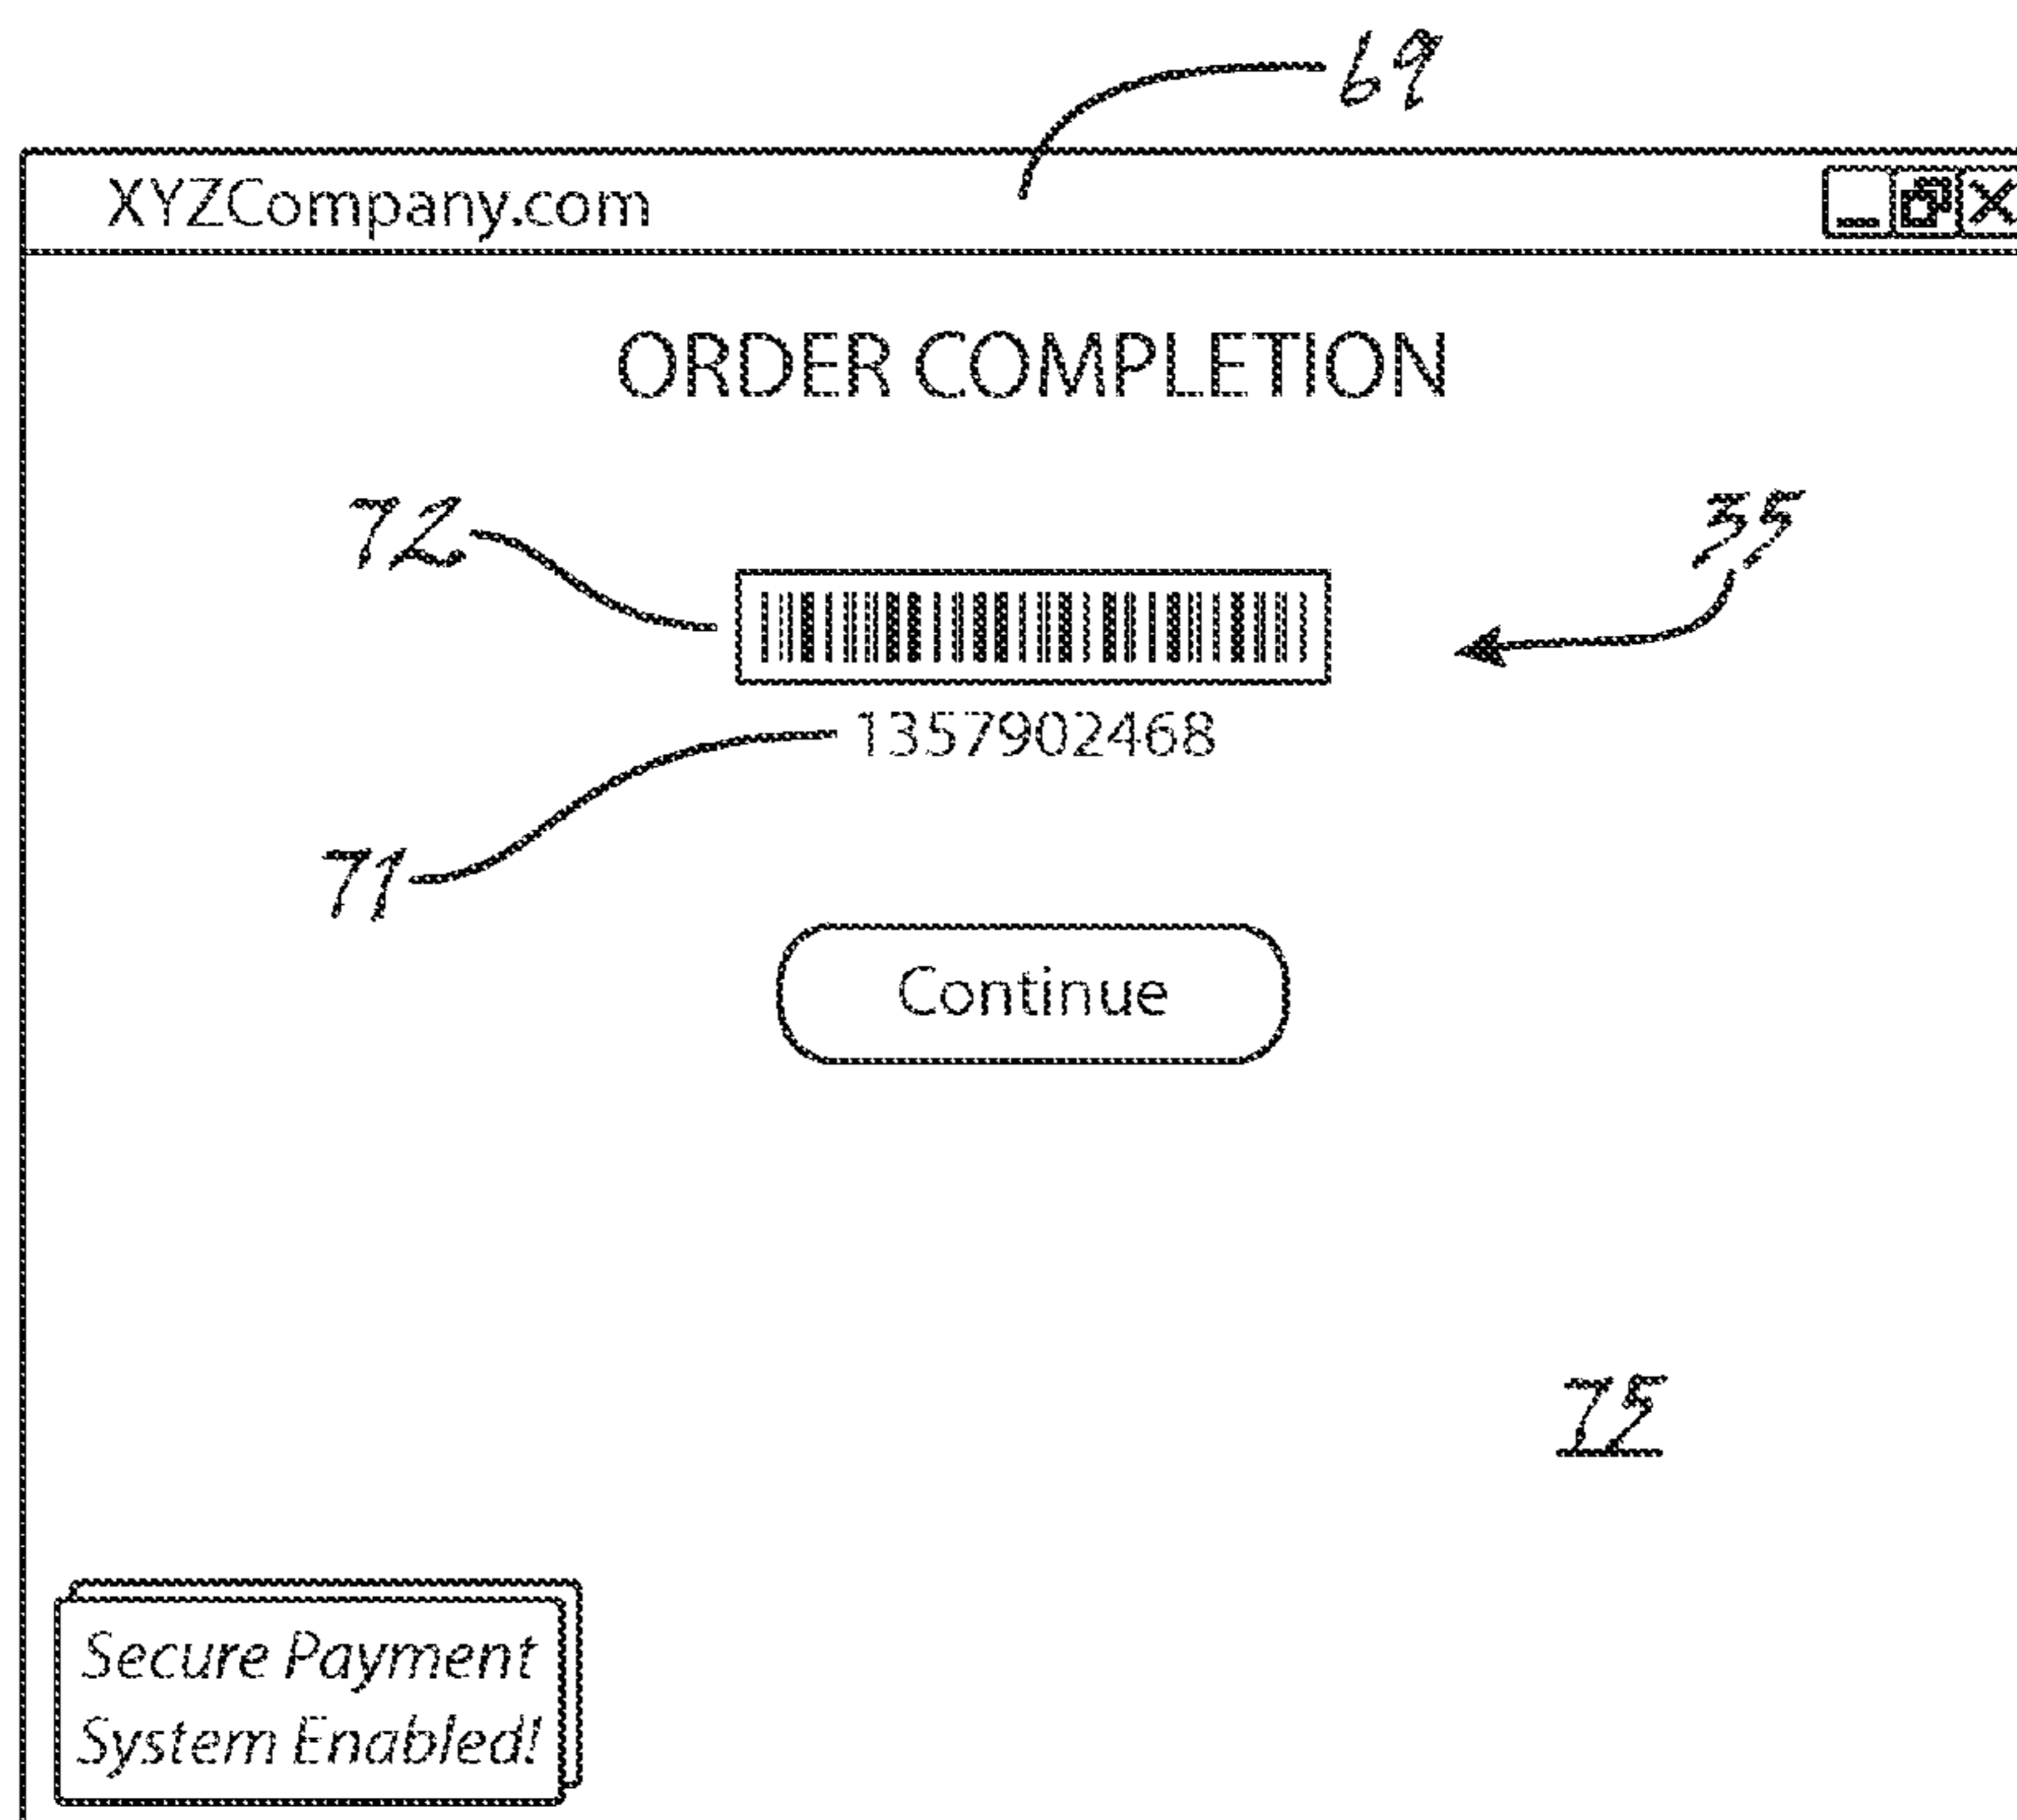 69
XYZCompany.com
ORDER COMPLETION
72
35
1357902468
71
Continue
75
Secure Payment
System Enabled!